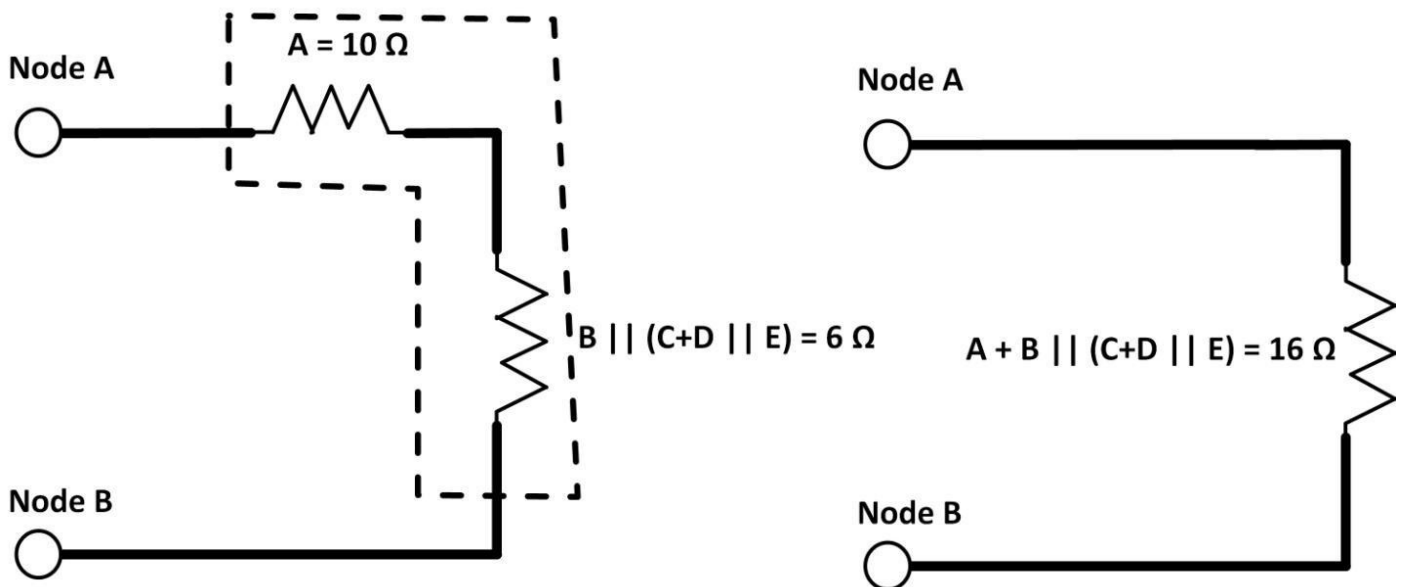 A = 10 Ω
Node A
B || (C+D || E) = 6 Ω
Node B
Node A
A + B || (C+D || E) = 16 Ω
Node B